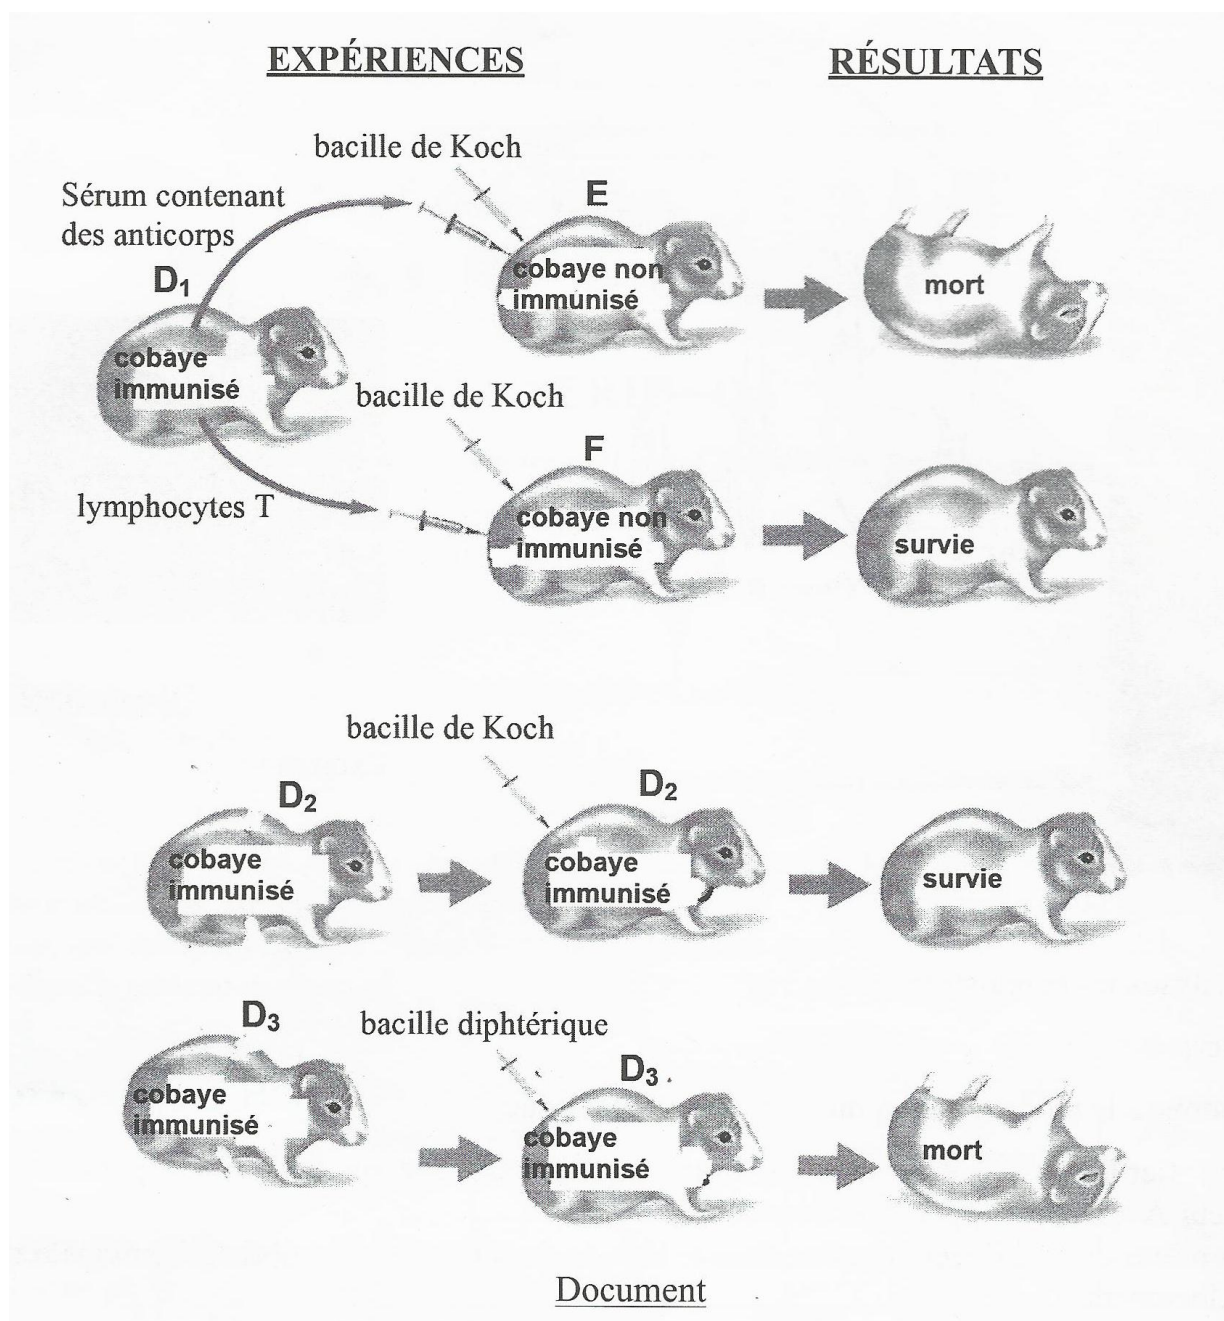 EXPÉRIENCES
RÉSULTATS
bacille de Koch
Sérum contenant
des anticorps
D₁
E
cobaye non
immunisé
mort
cobaye
immunisé
bacille de Koch
F
lymphocytes T
cobaye non
immunisé
survie
bacille de Koch
D₂
D₂
cobaye
immunisé
cobaye
immunisé
survie
D₃
bacille diphtérique
D₃
cobaye
immunisé
cobaye
immunisé
mort
Document